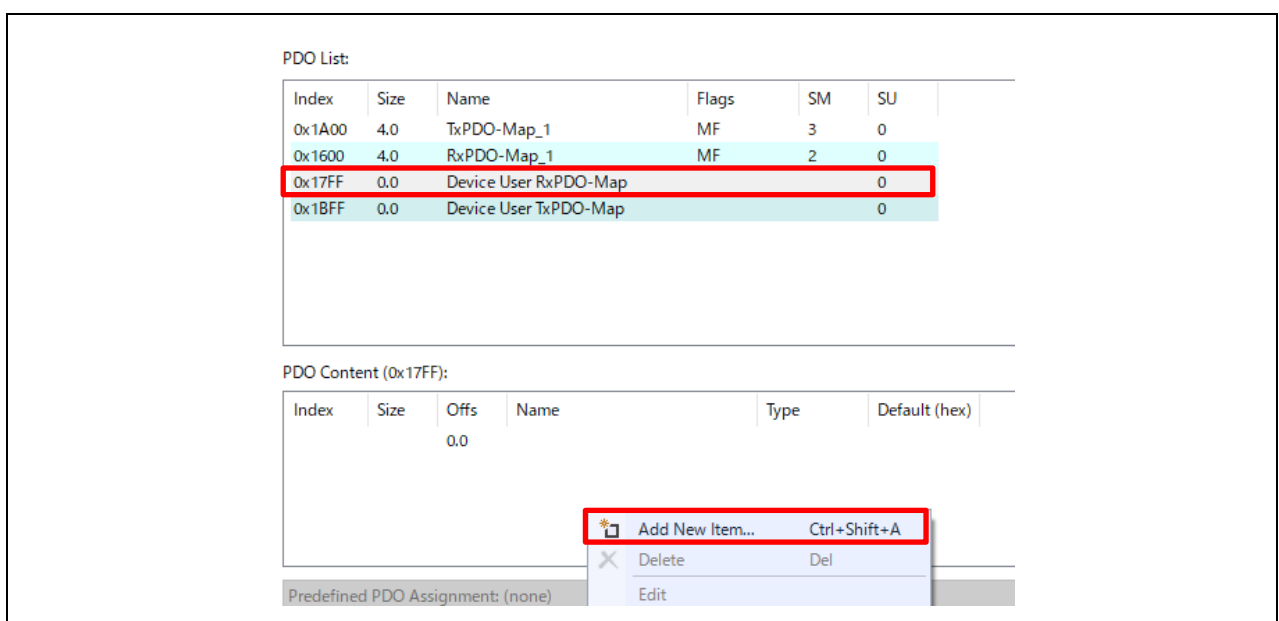 PDO List:
Index Size Name Flags SM SU
0x1A00 4.0 TxPDO-Map_1 MF 3 0
0x1600 4.0 RxPDO-Map_1 MF 2 0
0x17FF 0.0 Device User RxPDO-Map 0
0x1BFF 0.0 Device User TxPDO-Map 0
PDO Content (0x17FF):
Index Size Offs Name Type Default (hex)
0.0
Add New Item... Ctrl+Shift+A
Delete Del
Predefined PDO Assignment: (none) Edit